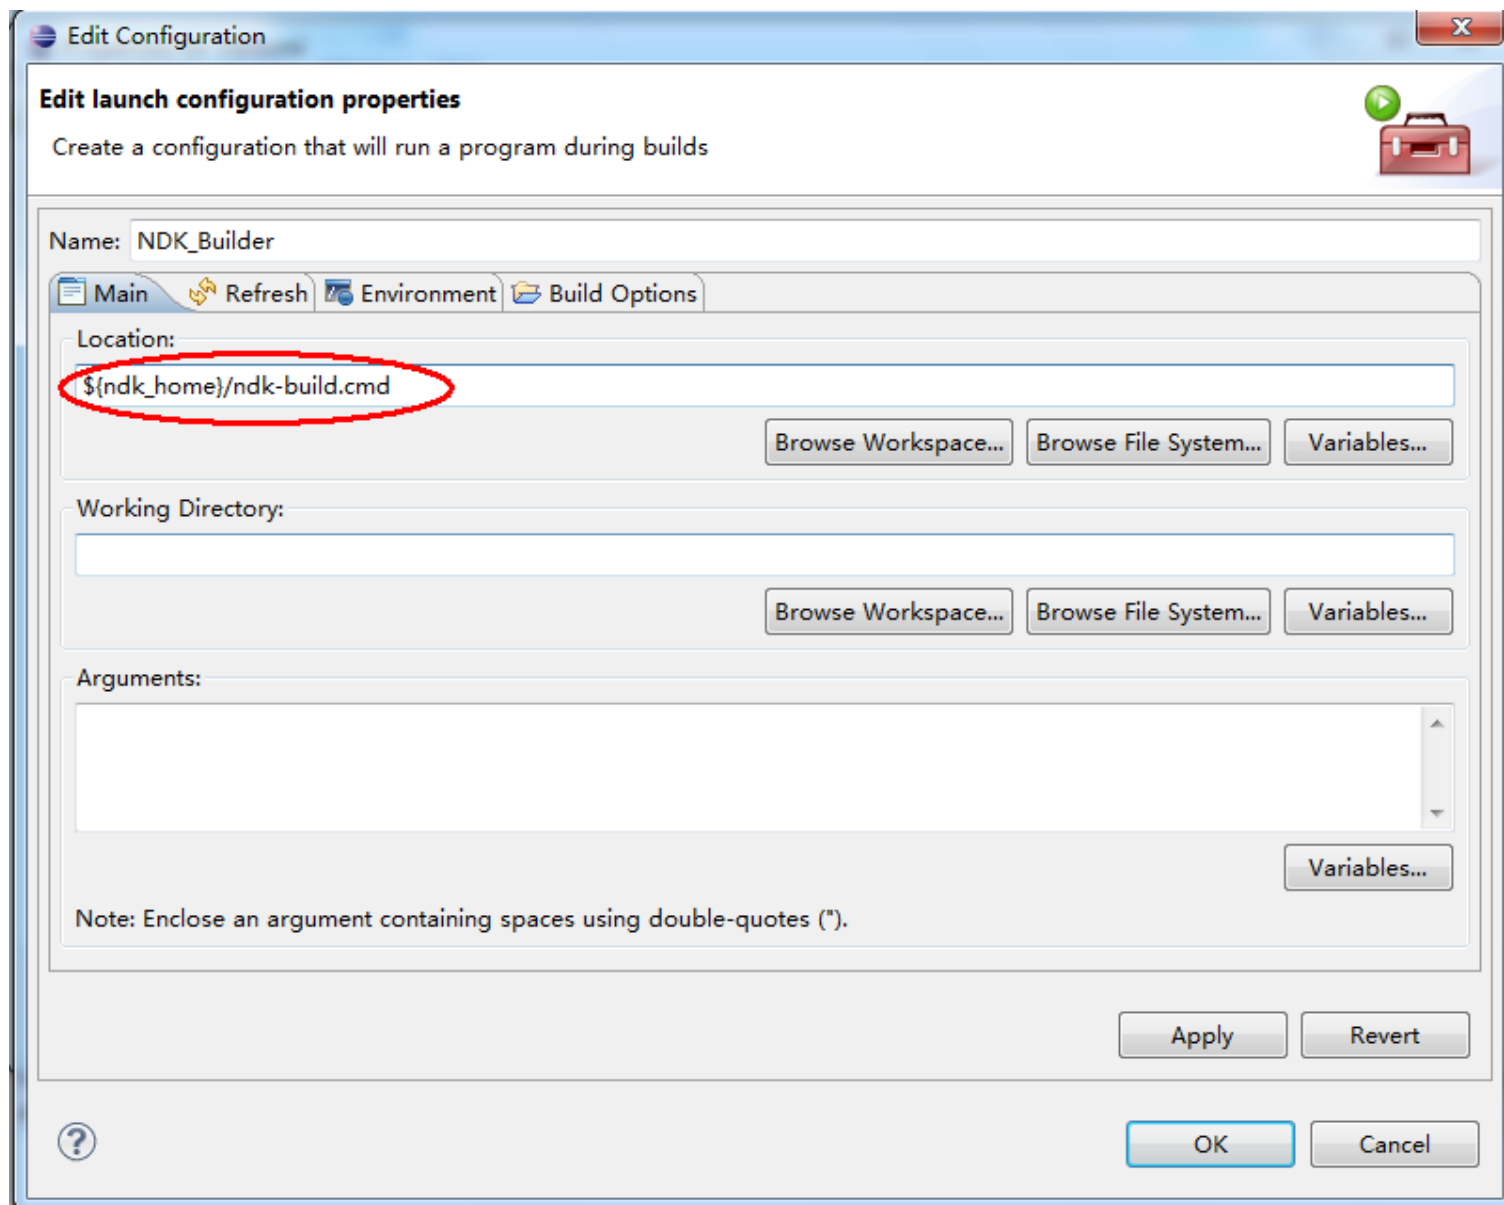 Edit Configuration
x
Edit launch configuration properties
Create a configuration that will run a program during builds
Name: NDK_Builder
Main Refresh Environment Build Options
Location:
${ndk_home}/ndk-build.cmd
Browse Workspace... Browse File System... Variables...
Working Directory:
Browse Workspace... Browse File System... Variables...
Arguments:
Variables...
Note: Enclose an argument containing spaces using double-quotes (").
Apply Revert
? OK Cancel